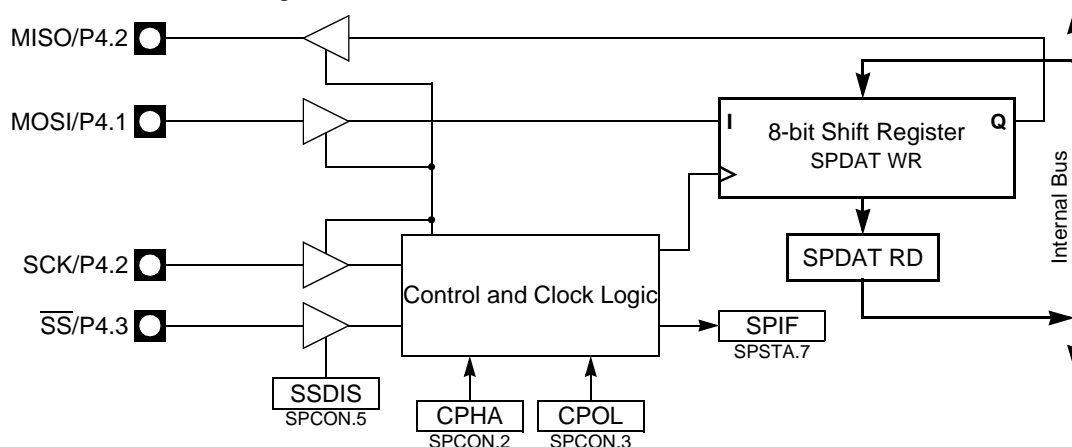 MISO/P4.2
MOSI/P4.1
I
8-bit Shift Register
Q
SPDAT WR
Internal Bus
SCK/P4.2
Control and Clock Logic
SPDAT RD
SS/P4.3
SPIF
SPSTA.7
SSDIS
SPCON.5
CPHA
SPCON.2
CPOL
SPCON.3